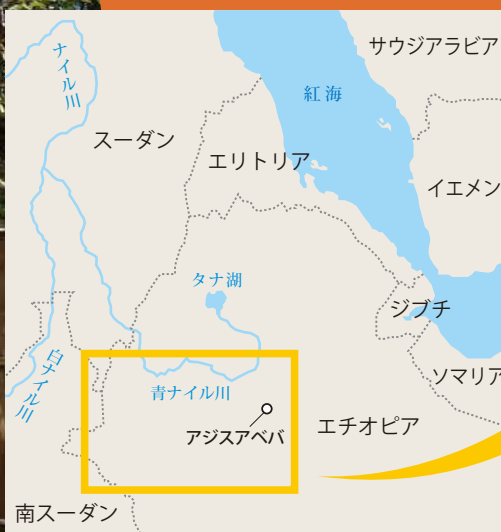 サウジアラビア
ナイル川
紅海
スーダン
エリトリア
イエメン
タナ湖
ジブチ
白ナイル川
青ナイル川
ソマリア
アジスアベバ
エチオピア
南スーダン